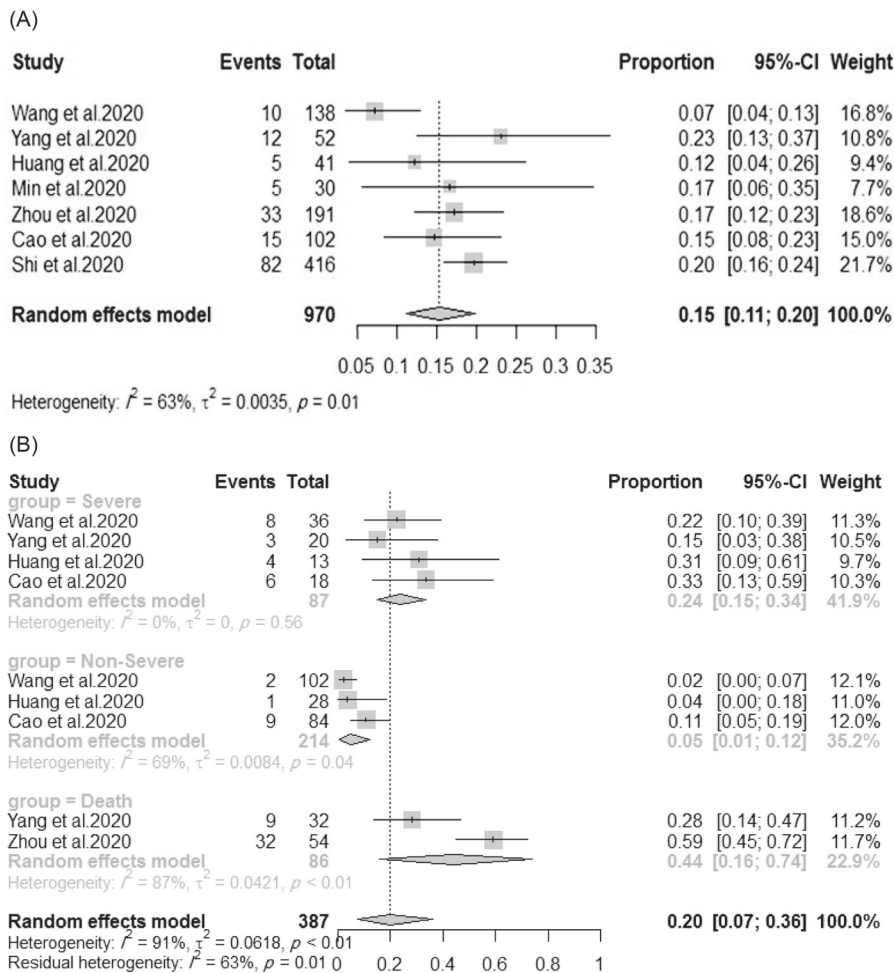 (A)
Study Events Total Proportion 95%-CI Weight
Wang et al.2020 10 138 0.07 [0.04; 0.13] 16.8%
Yang et al.2020 12 52 0.23 [0.13; 0.37] 10.8%
Huang et al.2020 5 41 0.12 [0.04; 0.26] 9.4%
Min et al.2020 5 30 0.17 [0.06; 0.35] 7.7%
Zhou et al.2020 33 191 0.17 [0.12; 0.23] 18.6%
Cao et al.2020 15 102 0.15 [0.08; 0.23] 15.0%
Shi et al.2020 82 416 0.20 [0.16; 0.24] 21.7%
Random effects model 970 0.15 [0.11; 0.20] 100.0%
0.05 0.1 0.15 0.2 0.25 0.3 0.35
Heterogeneity: I² = 63%, τ² = 0.0035, p = 0.01
(B)
Study Events Total Proportion 95%-CI Weight
group = Severe
Wang et al.2020 8 36 0.22 [0.10; 0.39] 11.3%
Yang et al.2020 3 20 0.15 [0.03; 0.38] 10.5%
Huang et al.2020 4 13 0.31 [0.09; 0.61] 9.7%
Cao et al.2020 6 18 0.33 [0.13; 0.59] 10.3%
Random effects model 87 0.24 [0.15; 0.34] 41.9%
Heterogeneity: I² = 0%, τ² = 0, p = 0.56
group = Non-Severe
Wang et al.2020 2 102 0.02 [0.00; 0.07] 12.1%
Huang et al.2020 1 28 0.04 [0.00; 0.18] 11.0%
Cao et al.2020 9 84 0.11 [0.05; 0.19] 12.0%
Random effects model 214 0.05 [0.01; 0.12] 35.2%
Heterogeneity: I² = 69%, τ² = 0.0084, p = 0.04
group = Death
Yang et al.2020 9 32 0.28 [0.14; 0.47] 11.2%
Zhou et al.2020 32 54 0.59 [0.45; 0.72] 11.7%
Random effects model 86 0.44 [0.16; 0.74] 22.9%
Heterogeneity: I² = 87%, τ² = 0.0421, p < 0.01
Random effects model 387 0.20 [0.07; 0.36] 100.0%
Heterogeneity: I² = 91%, τ² = 0.0618, p < 0.01
Residual heterogeneity: I² = 63%, p = 0.01 0 0.2 0.4 0.6 0.8 1